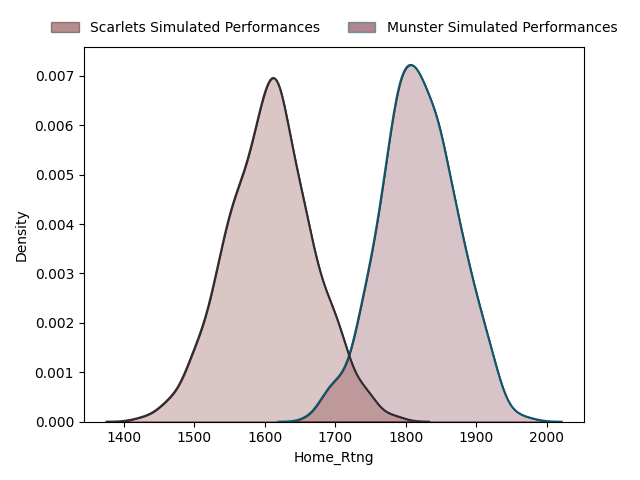 Scarlets Simulated Performances Munster Simulated Performances
0.007
0.006
0.005
0.004
0.003
0.002
0.001
0.000
Density
1400 1500 1600 1700 1800 1900 2000
Home_Rtng